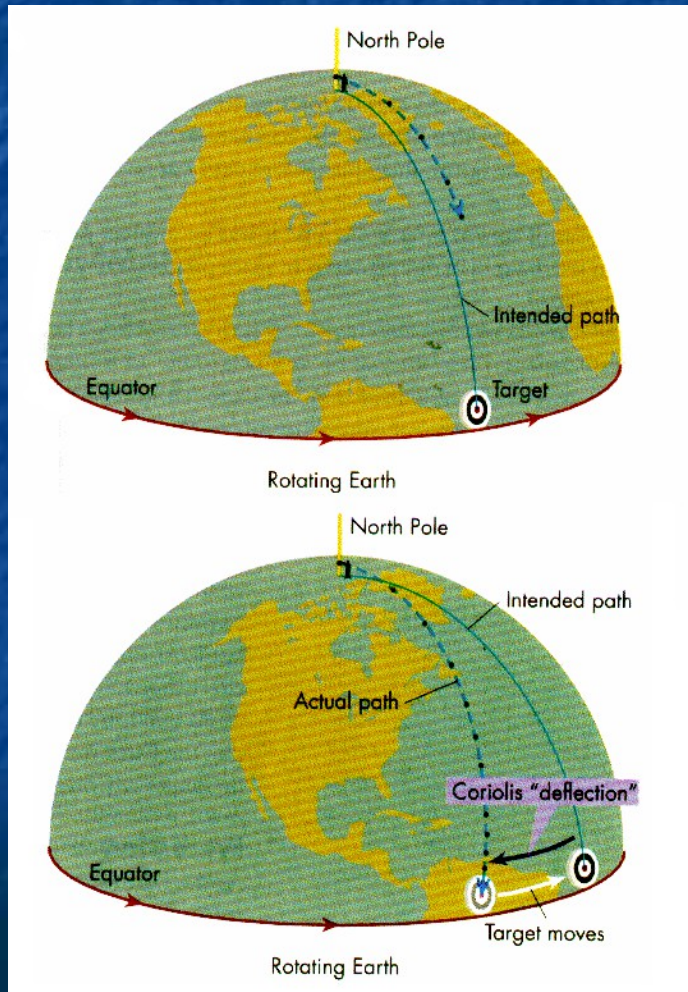 North Pole
Intended path
Equator
Target
Rotating Earth
North Pole
Intended path
Actual path
Coriolis "deflection"
Equator
Target moves
Rotating Earth